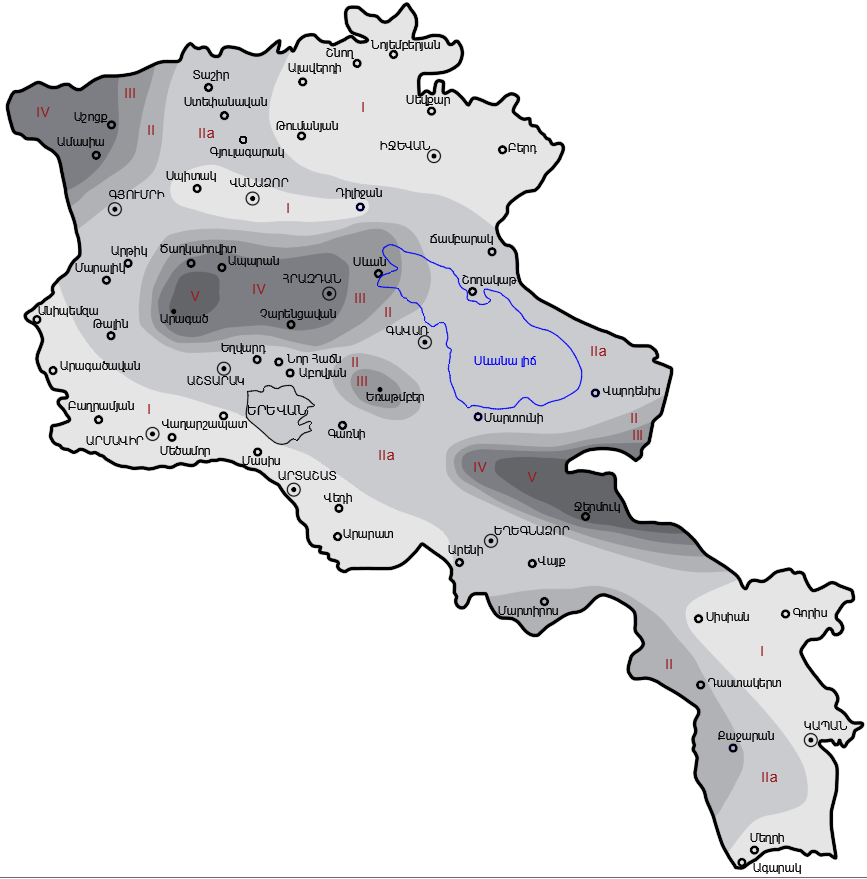 Նոյեմբերյան
Շնող
Ալավերդի
Տաշիր
III
IV
Աշոցք
Ստեփանավան
I
Սևքար
II
IIa
Թումանյան
Ամասիա
Գյուլագարակ
ԻՋԵՎԱՆ
Բերդ
Սպիտակ
ՎԱՆԱՁՈՐ
Դիլիջան
ԳՅՈՒՄՐԻ
I
Ճամբարակ
Արթիկ
Ծաղկահովիտ
Ապարան
Սևան
Մարալիկ
ՀՐԱԶԴԱՆ
Շողակաթ
V
IV
III
Անիպեմզա
Արագած
Չարենցավան
II
Թալին
ԳԱՎԱՌ
Եղվարդ
Նոր Հաճն
II
Սևանա լիճ
IIa
Արագածավան
ԱՇՏԱՐԱԿ
Աբովյան
III
Եռաթմբեր
Վարդենիս
Բաղրամյան
I
ԵՐԵՎԱՆ
Մարտունի
II
Վաղարշապատ
ԱՐՄԱՎԻՐ
Գառնի
III
Մեծամոր
Մասիս
IIa
IV
V
ԱՐՏԱՇԱՏ
Վեդի
Ջերմուկ
Արարատ
ԵՂԵԳՆԱՁՈՐ
Արենի
Վայք
Մարտիրոս
Սիսիան
Գորիս
I
II
Դաստակերտ
ԿԱՊԱՆ
Քաջարան
IIa
Մեղրի
Ագարակ